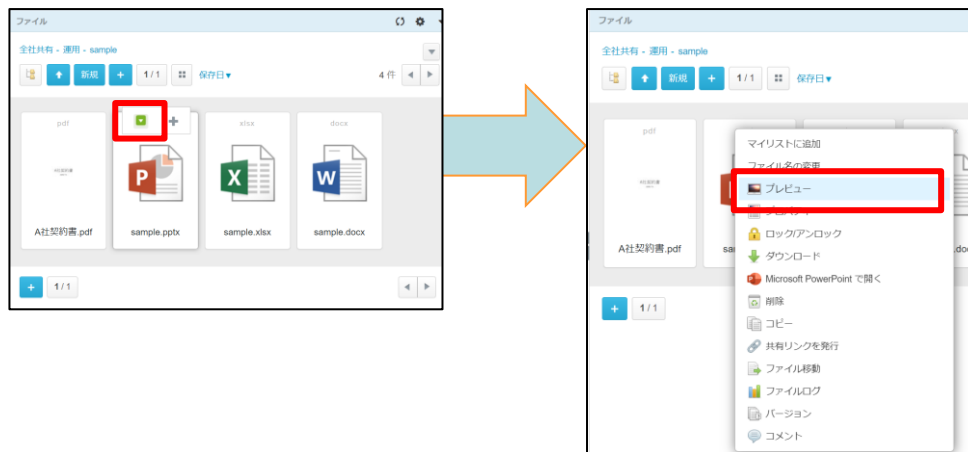 ファイル
全社共有 - 運用 - sample
新規
1 / 1
保存日▼
4 件
pdf
xlsx
docx
A社契約書.pdf
sample.pptx
sample.xlsx
sample.docx
1 / 1
ファイル
全社共有 - 運用 - sample
新規
1 / 1
保存日▼
pdf
A社契約書.pdf
sa
.do
1 / 1
マイリストに追加
ファイル名の変更
プレビュー
プロパティ
ロック/アンロック
ダウンロード
Microsoft PowerPoint で開く
削除
コピー
共有リンクを発行
ファイル移動
ファイルログ
バージョン
コメント